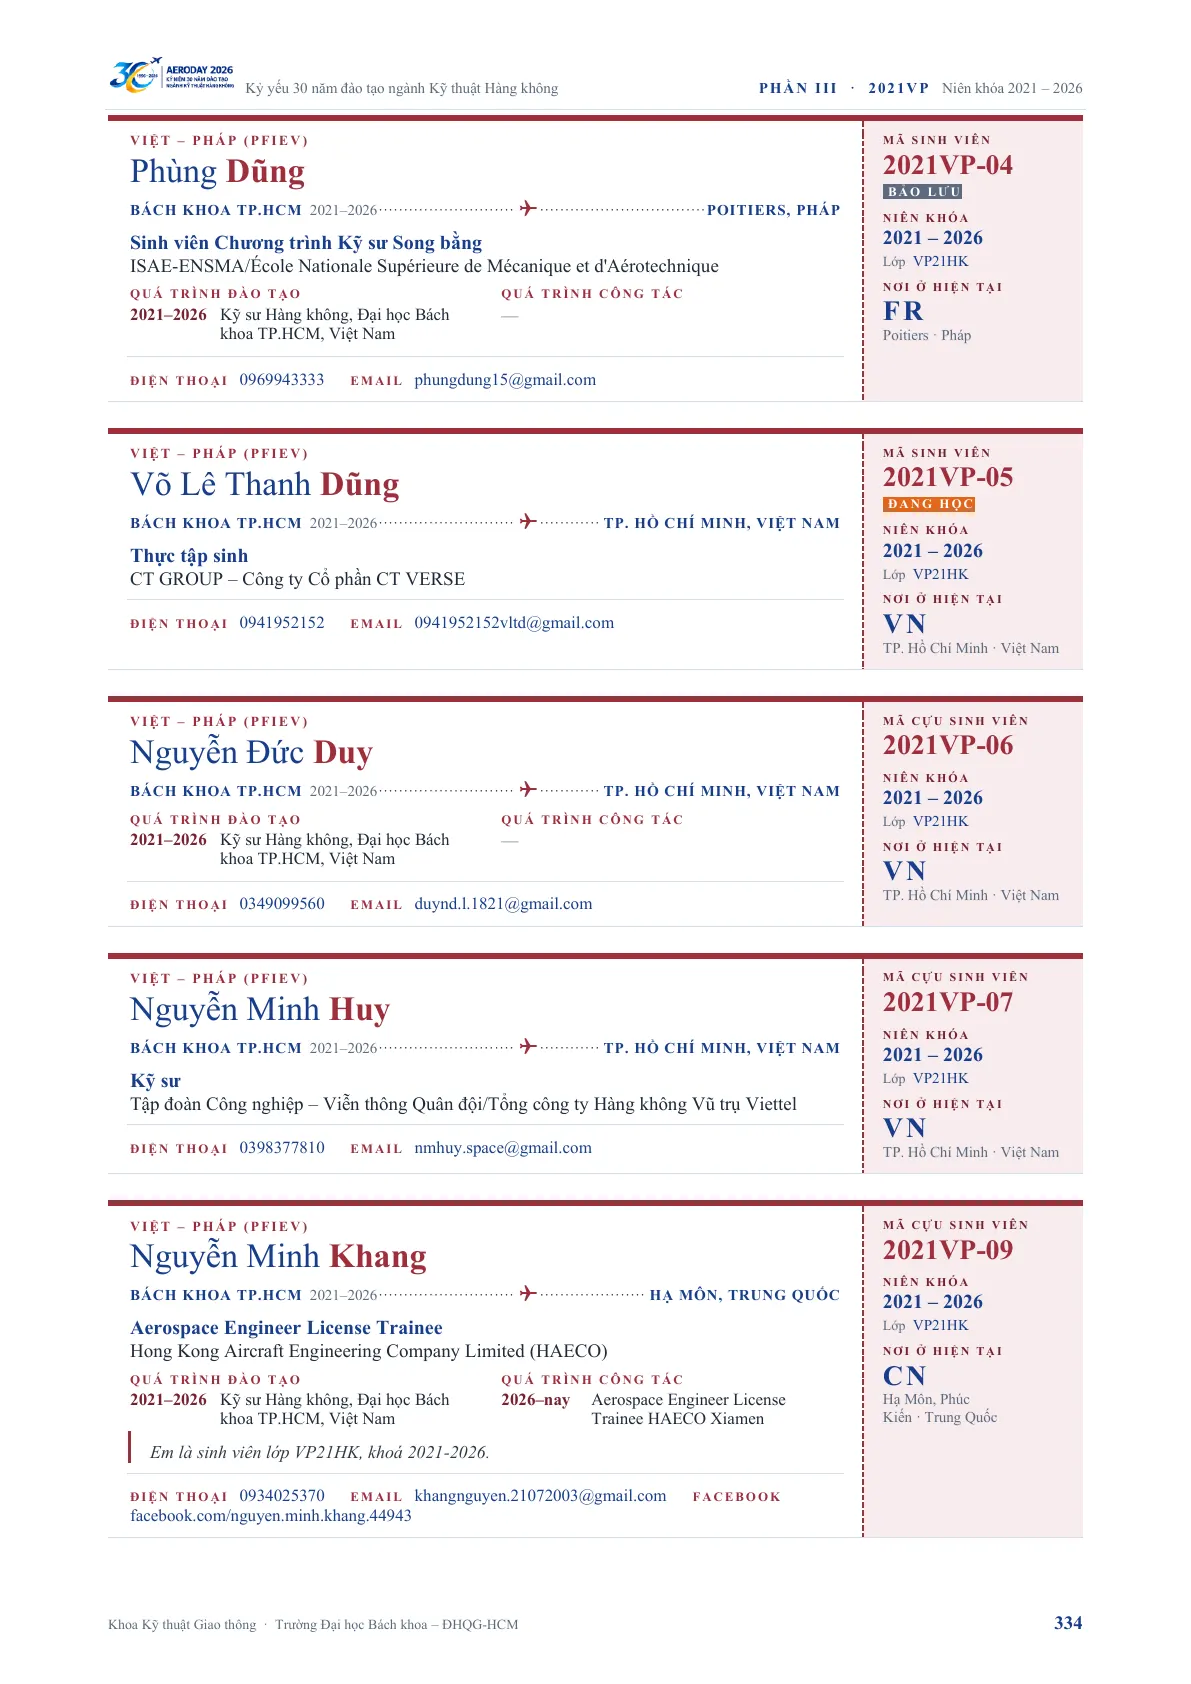 AERODAY 2026
KỶ NIỆM 30 NĂM ĐÀO TẠO
NGÀNH KỸ THUẬT HÀNG KHÔNG
Kỷ yếu 30 năm đào tạo ngành Kỹ thuật Hàng không
PHẦN III · 2021VP Niên khóa 2021 – 2026
VIỆT – PHÁP (PFIEV)
Phùng Dũng
BÁCH KHOA TP.HCM 2021–2026 POITIERS, PHÁP
Sinh viên Chương trình Kỹ sư Song bằng
ISAE-ENSMA/École Nationale Supérieure de Mécanique et d'Aérotechnique
QUÁ TRÌNH ĐÀO TẠO
2021–2026 Kỹ sư Hàng không, Đại học Bách
khoa TP.HCM, Việt Nam
QUÁ TRÌNH CÔNG TÁC
—
ĐIỆN THOẠI 0969943333 EMAIL phungdung15@gmail.com
MÃ SINH VIÊN
2021VP-04
BẢO LƯU
NIÊN KHÓA
2021 – 2026
Lớp VP21HK
NƠI Ở HIỆN TẠI
FR
Poitiers · Pháp
VIỆT – PHÁP (PFIEV)
Võ Lê Thanh Dũng
BÁCH KHOA TP.HCM 2021–2026 TP. HỒ CHÍ MINH, VIỆT NAM
Thực tập sinh
CT GROUP – Công ty Cổ phần CT VERSE
ĐIỆN THOẠI 0941952152 EMAIL 0941952152vltd@gmail.com
MÃ SINH VIÊN
2021VP-05
ĐANG HỌC
NIÊN KHÓA
2021 – 2026
Lớp VP21HK
NƠI Ở HIỆN TẠI
VN
TP. Hồ Chí Minh · Việt Nam
VIỆT – PHÁP (PFIEV)
Nguyễn Đức Duy
BÁCH KHOA TP.HCM 2021–2026 TP. HỒ CHÍ MINH, VIỆT NAM
QUÁ TRÌNH ĐÀO TẠO
2021–2026 Kỹ sư Hàng không, Đại học Bách
khoa TP.HCM, Việt Nam
QUÁ TRÌNH CÔNG TÁC
—
ĐIỆN THOẠI 0349099560 EMAIL duynd.l.1821@gmail.com
MÃ CỰU SINH VIÊN
2021VP-06
NIÊN KHÓA
2021 – 2026
Lớp VP21HK
NƠI Ở HIỆN TẠI
VN
TP. Hồ Chí Minh · Việt Nam
VIỆT – PHÁP (PFIEV)
Nguyễn Minh Huy
BÁCH KHOA TP.HCM 2021–2026 TP. HỒ CHÍ MINH, VIỆT NAM
Kỹ sư
Tập đoàn Công nghiệp – Viễn thông Quân đội/Tổng công ty Hàng không Vũ trụ Viettel
ĐIỆN THOẠI 0398377810 EMAIL nmhuy.space@gmail.com
MÃ CỰU SINH VIÊN
2021VP-07
NIÊN KHÓA
2021 – 2026
Lớp VP21HK
NƠI Ở HIỆN TẠI
VN
TP. Hồ Chí Minh · Việt Nam
VIỆT – PHÁP (PFIEV)
Nguyễn Minh Khang
BÁCH KHOA TP.HCM 2021–2026 HẠ MÔN, TRUNG QUỐC
Aerospace Engineer License Trainee
Hong Kong Aircraft Engineering Company Limited (HAECO)
QUÁ TRÌNH ĐÀO TẠO
2021–2026 Kỹ sư Hàng không, Đại học Bách
khoa TP.HCM, Việt Nam
QUÁ TRÌNH CÔNG TÁC
2026–nay Aerospace Engineer License
Trainee HAECO Xiamen
Em là sinh viên lớp VP21HK, khoá 2021-2026.
ĐIỆN THOẠI 0934025370 EMAIL khangnguyen.21072003@gmail.com FACEBOOK
facebook.com/nguyen.minh.khang.44943
MÃ CỰU SINH VIÊN
2021VP-09
NIÊN KHÓA
2021 – 2026
Lớp VP21HK
NƠI Ở HIỆN TẠI
CN
Hạ Môn, Phúc
Kiến · Trung Quốc
Khoa Kỹ thuật Giao thông · Trường Đại học Bách khoa – ĐHQG-HCM
334